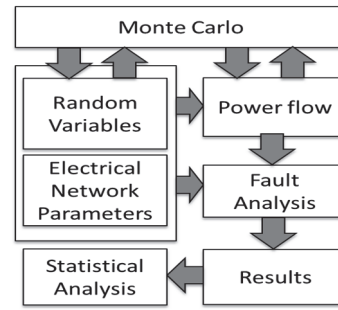 Monte Carlo
Random
Variables
Power flow
Electrical
Network
Parameters
Fault
Analysis
Statistical
Analysis
Results